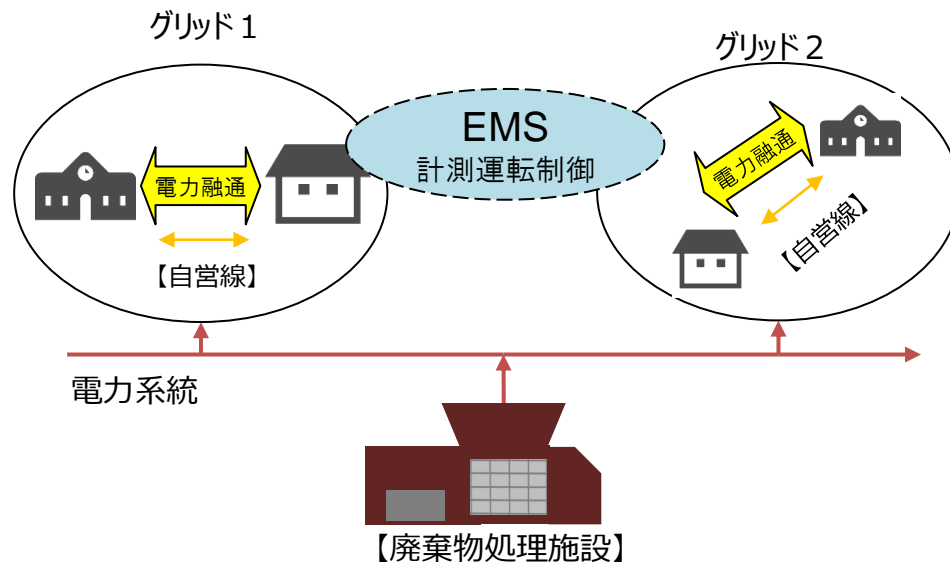 グリッド１
グリッド２
EMS
計測運転制御
電力融通
【自営線】
電力融通
【自営線】
電力系統
【廃棄物処理施設】